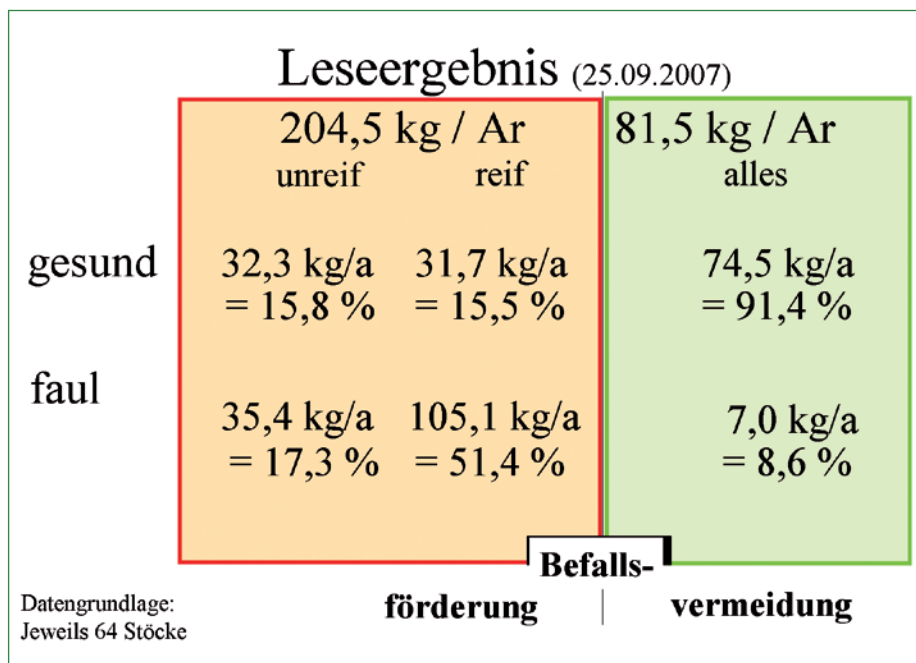 Leseergebnis (25.09.2007)
204,5 kg / Ar 81,5 kg / Ar
unreif reif alles
gesund 32,3 kg/a 31,7 kg/a 74,5 kg/a
= 15,8 % = 15,5 % = 91,4 %
faul
35,4 kg/a 105,1 kg/a 7,0 kg/a
= 17,3 % = 51,4 % = 8,6 %
Befalls-
förderung vermeidung
Datengrundlage:
Jeweils 64 Stöcke